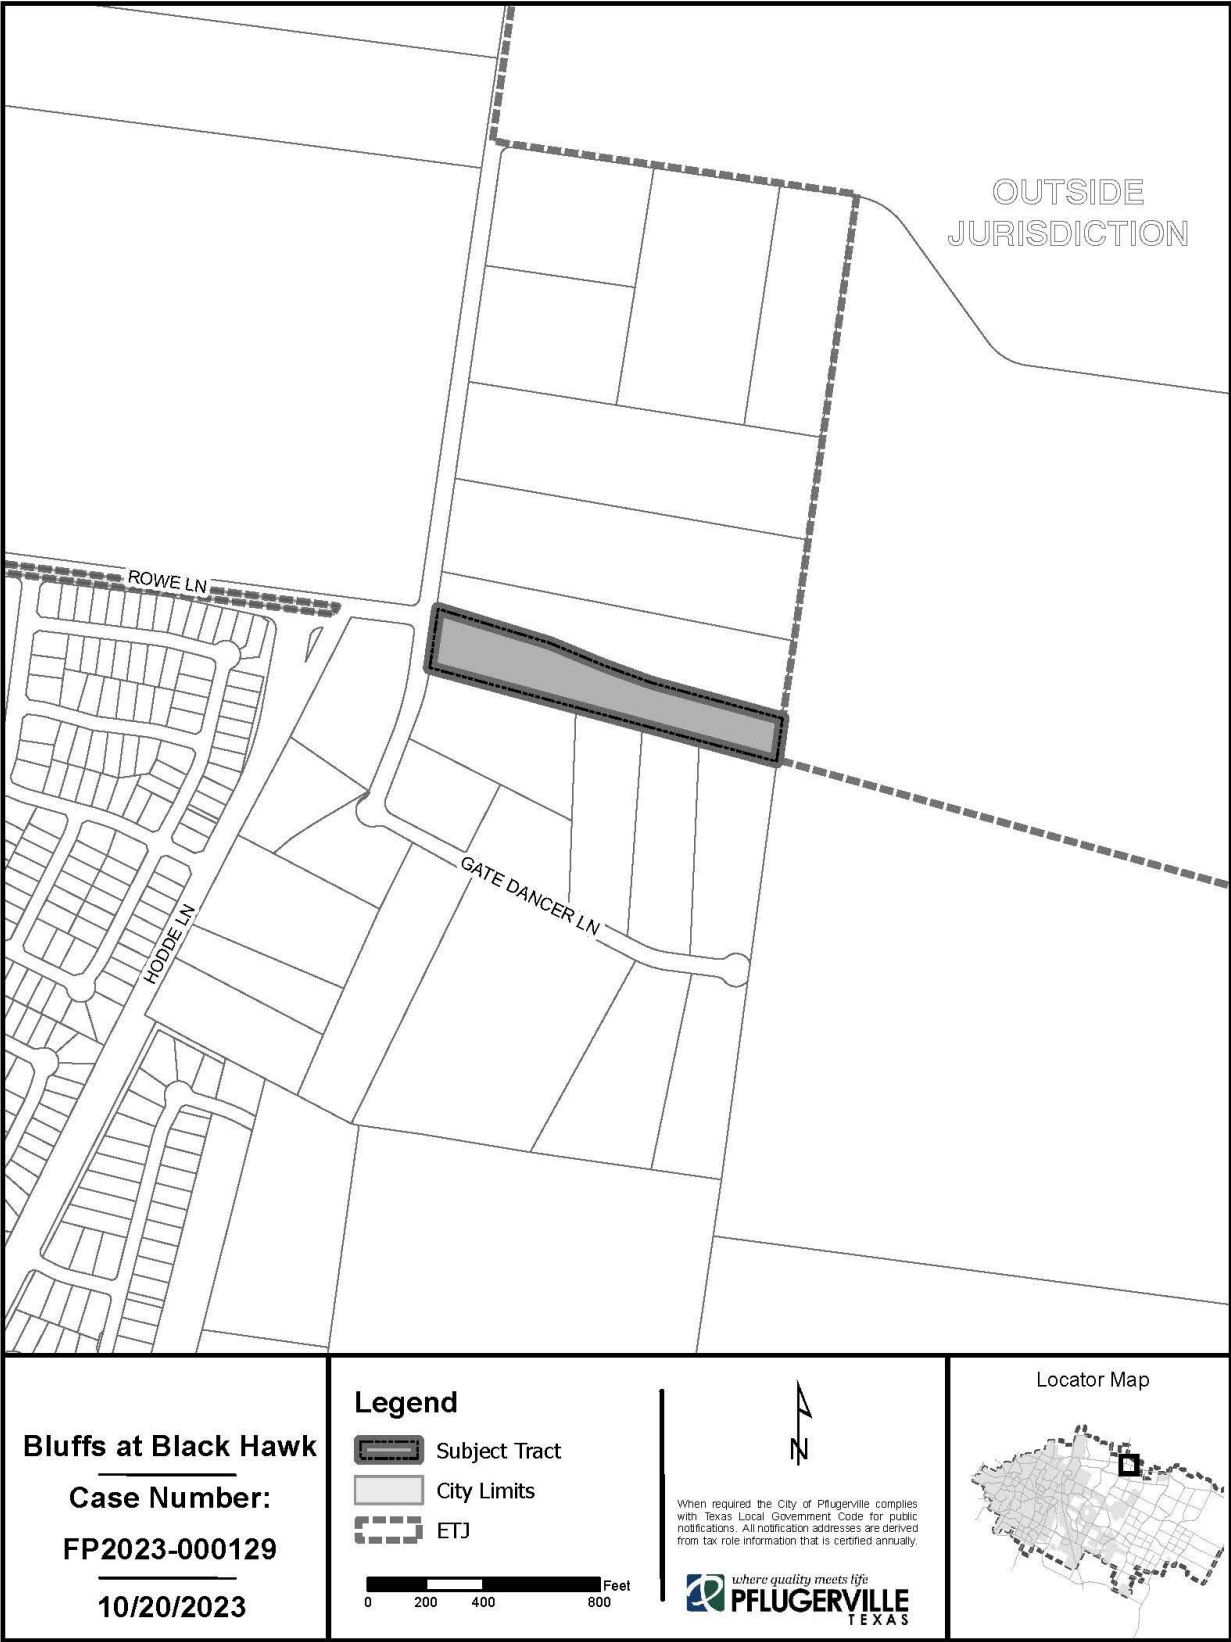 OUTSIDE
JURISDICTION
ROWE LN
GATE DANCER LN
HODDE LN
Bluffs at Black Hawk
Case Number:
FP2023-000129
10/20/2023
Legend
Subject Tract
City Limits
ETJ
Feet
0 200 400 800
N
When required the City of Pflugerville complies
with Texas Local Government Code for public
notifications. All notification addresses are derived
from tax role information that is certified annually.
where quality meets life
PFLUGERVILLE
TEXAS
Locator Map